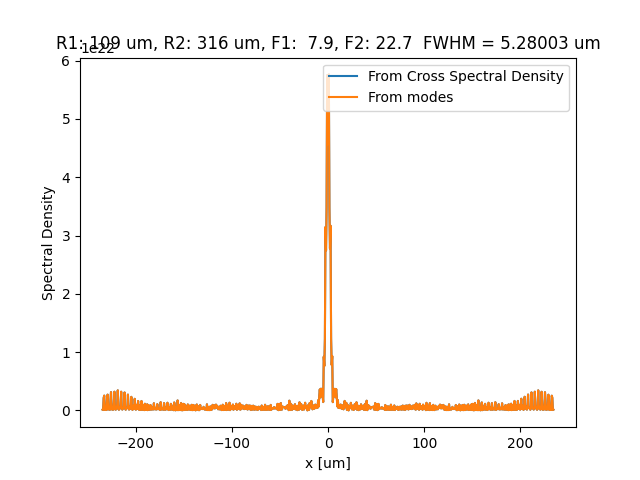 R1: 109 um, R2: 316 um, F1:  7.9, F2: 22.7  FWHM = 5.28003 um
1e22
From Cross Spectral Density
From modes
6
5
4
3
2
1
0
Spectral Density
−200
−100
0
100
200
x [um]